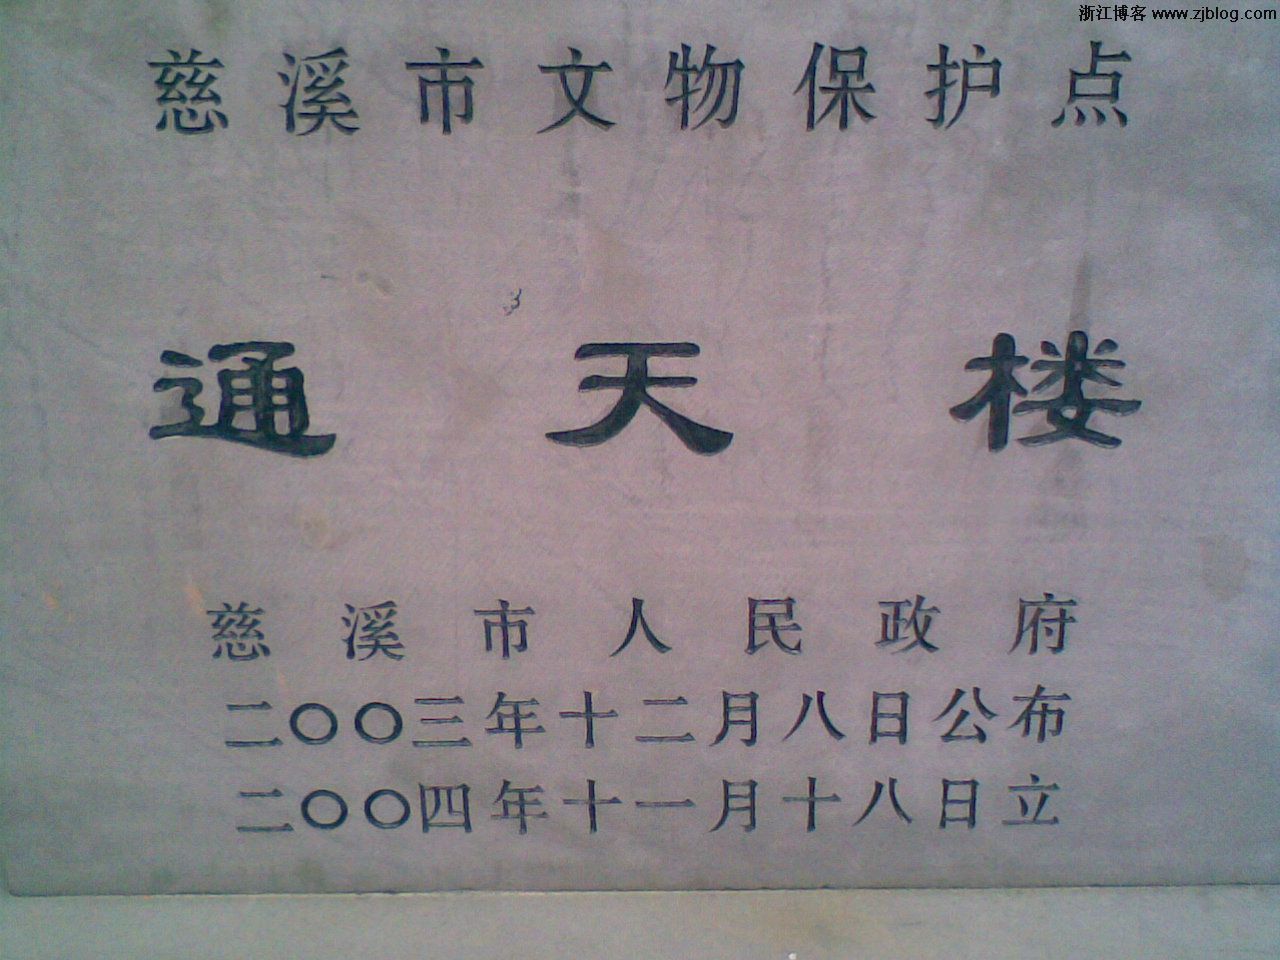 浙江博客 www.zjblog.com
慈溪市文物保护点
通天楼
慈溪市人民政府
二〇〇三年十二月八日公布
二〇〇四年十一月十八日立